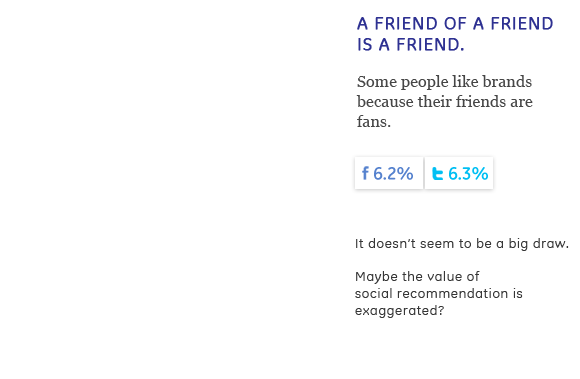 A FRIEND OF A FRIEND
IS A FRIEND.
Some people like brands
because their friends are
fans.
f 6.2% t 6.3%
It doesn't seem to be a big draw.
Maybe the value of
social recommendation is
exaggerated?